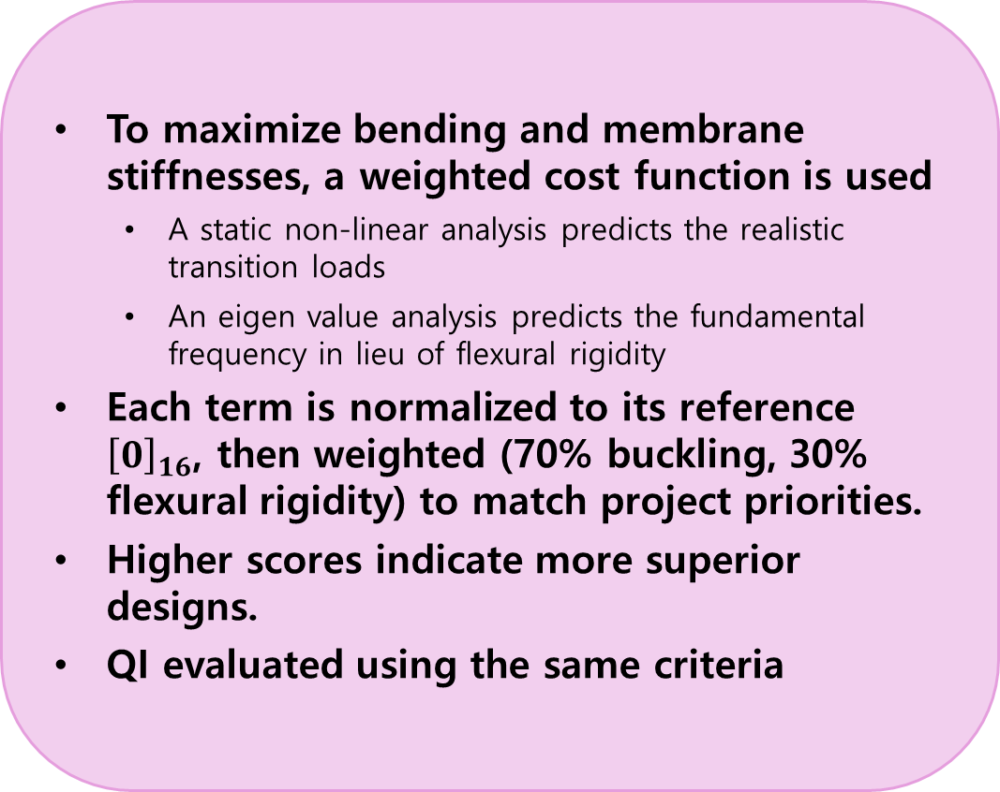 • To maximize bending and membrane
stiffnesses, a weighted cost function is used
• A static non-linear analysis predicts the realistic
transition loads
• An eigen value analysis predicts the fundamental
frequency in lieu of flexural rigidity
• Each term is normalized to its reference
[𝟎]₁₆, then weighted (70% buckling, 30%
flexural rigidity) to match project priorities.
• Higher scores indicate more superior
designs.
• QI evaluated using the same criteria